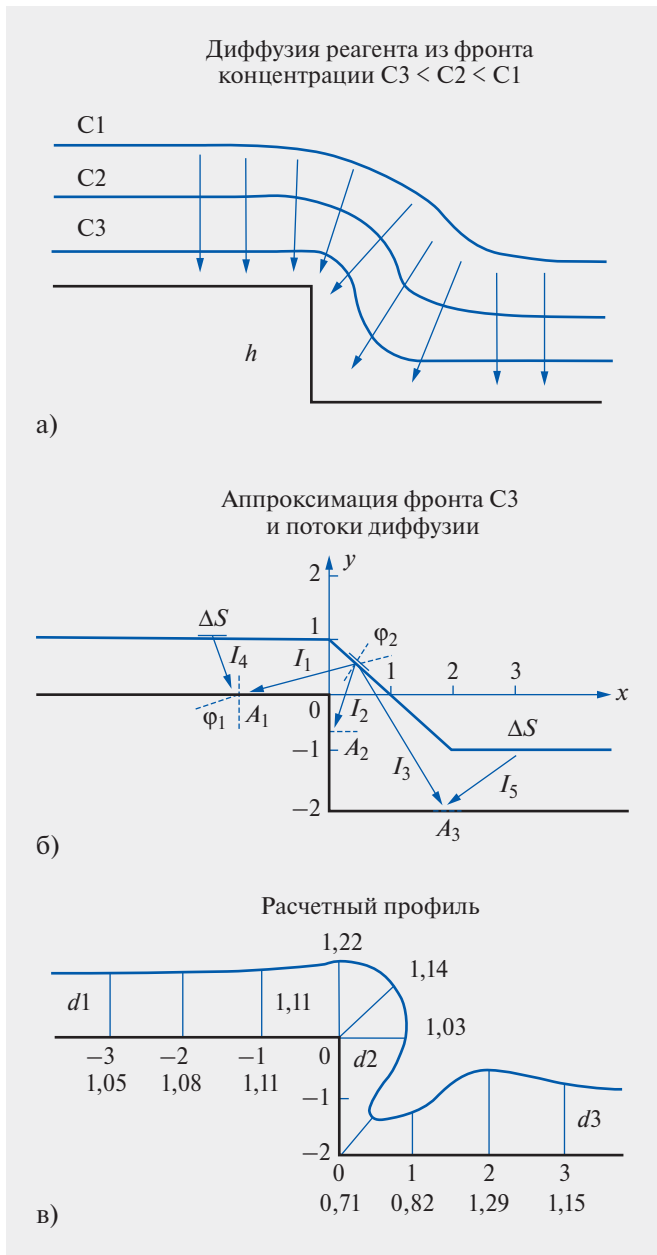 Диффузия реагента из фронта
концентрации C3 < C2 < C1
C1
C2
C3
h
а)
Аппроксимация фронта C3
и потоки диффузии
y
2
ΔS
1
φ2
I4
I1
1
2
3
x
φ1
A1
0
I2
A2
ΔS
−1
I3
I5
−2
A3
б)
Расчетный профиль
1,22
1,14
d1
1,11
1,03
−3
−2
−1
0
d2
1,05
1,08
1,11
−1
d3
−2
0
1
2
3
0,71
0,82
1,29
1,15
в)